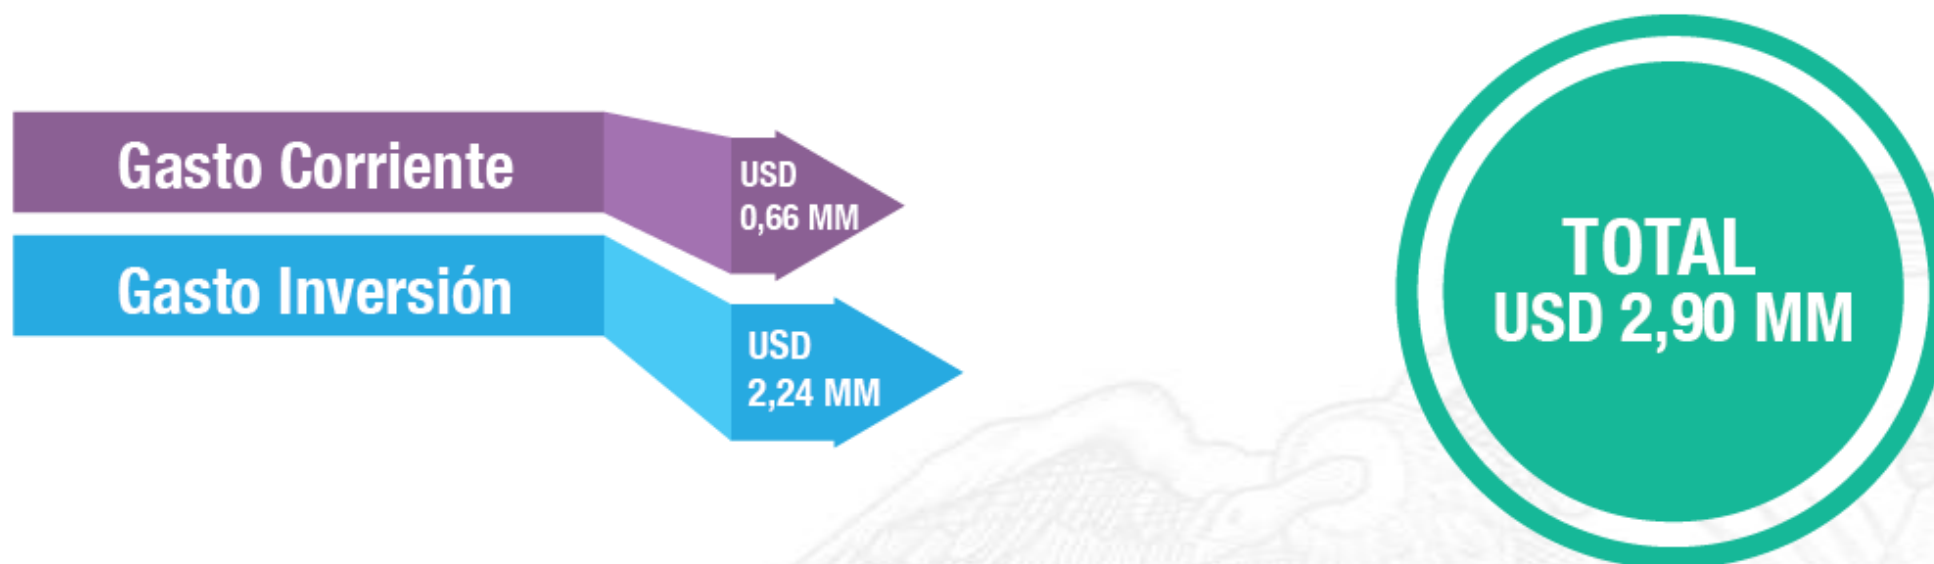 Gasto Corriente
USD
0,66 MM
Gasto Inversión
USD
2,24 MM
TOTAL
USD 2,90 MM